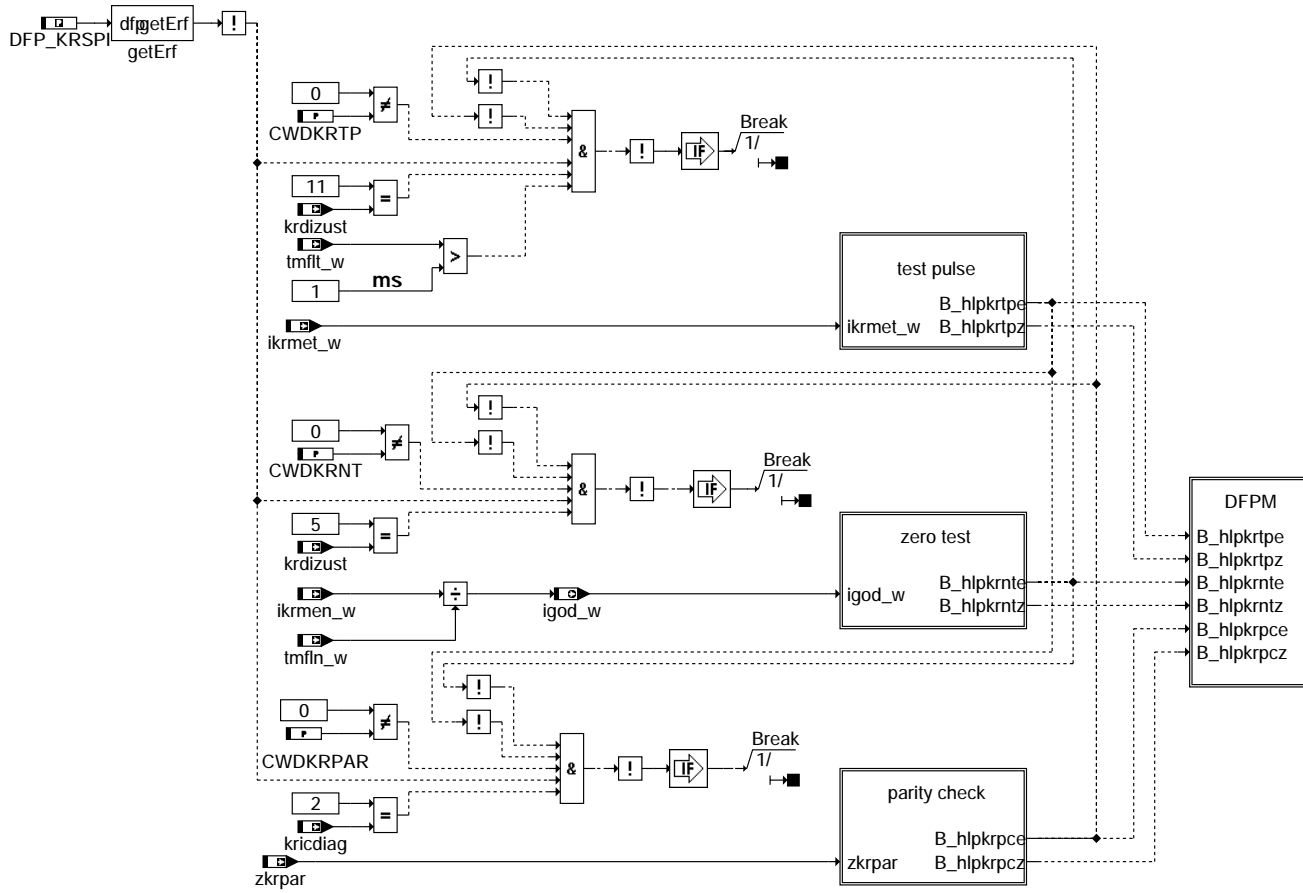 dfpgetErf
!
DFP_KRSPI
getErf
!
0
≠
P
!
CWDKRTP
Break
1/
&
!
IF
11
=
krdizust
tmflt_w
>
ms
1
test pulse
B_hlpkrtpe
ikrmet_w
B_hlpkrtpz
ikrmet_w
!
0
≠
!
P
CWDKRNT
Break
1/
&
!
IF
DFPM
5
=
zero test
krdizust
B_hlpkrtpe
B_hlpkrtpz
B_hlpkrnte
B_hlpkrnte
ikrmen_w
÷
igod_w
igod_w
B_hlpkrntz
B_hlpkrntz
tmfln_w
B_hlpkrpce
B_hlpkrpcz
!
0
≠
!
P
CWDKRPAR
Break
1/
&
!
IF
2
=
parity check
kricdiag
B_hlpkrpce
zkrpar
B_hlpkrpcz
zkrpar